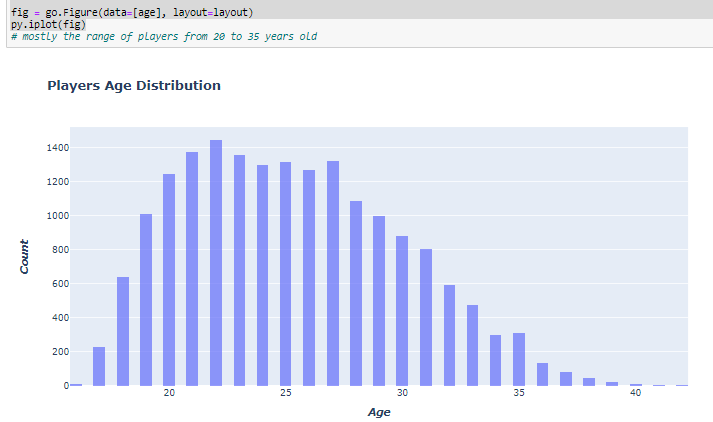 fig = go.Figure(data=[age], layout=layout)
py.iplot(fig)
# mostly the range of players from 20 to 35 years old
Players Age Distribution
1400
1200
1000
800
600
400
200
0
Count
20
25
30
35
40
Age